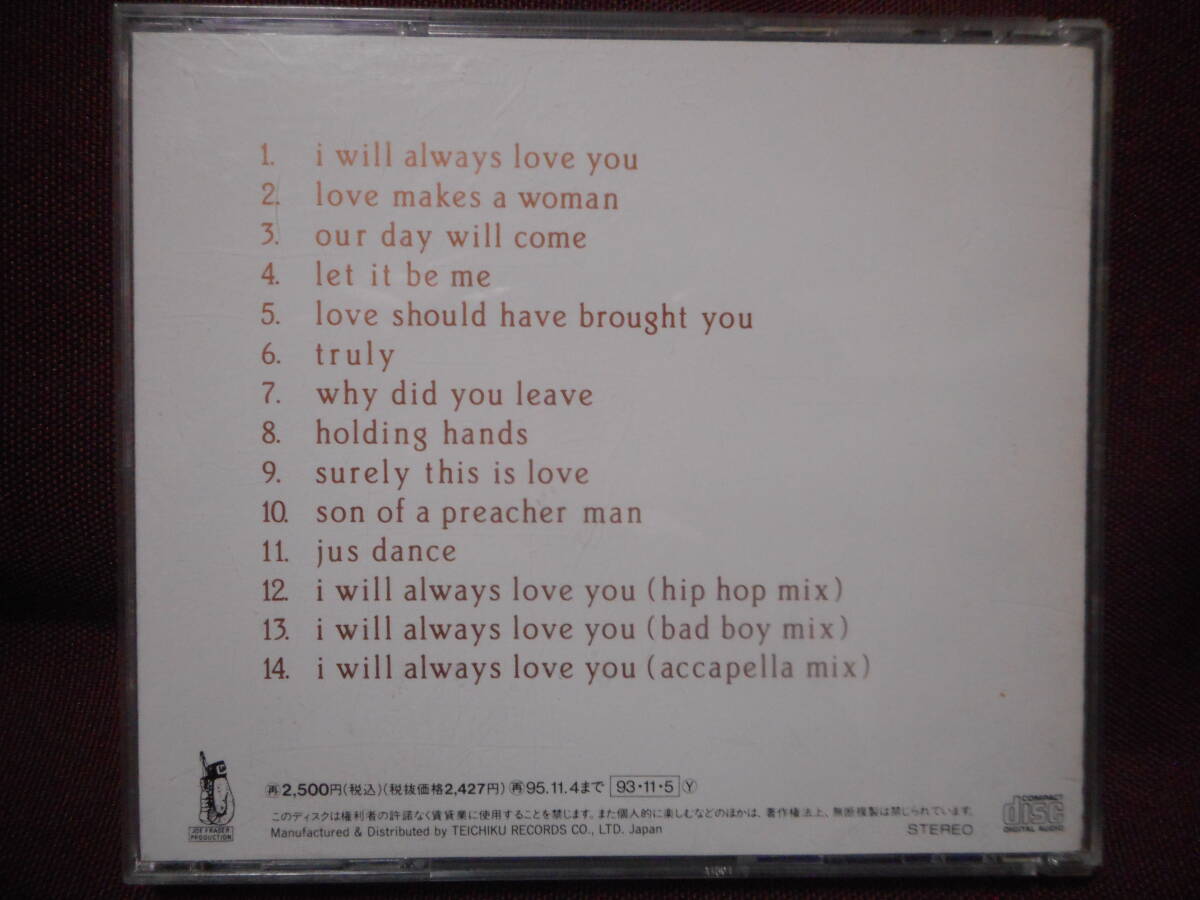 1. i will always love you
2. love makes a woman
3. our day will come
4. let it be me
5. love should have brought you
6. truly
7. why did you leave
8. holding hands
9. surely this is love
10. son of a preacher man
11. jus dance
12. i will always love you (hip hop mix)
13. i will always love you (bad boy mix)
14. i will always love you (accapella mix)
㊢2,500円(税込)(税抜価格2,427円) ㊢95.11.4まで 93・11・5 Ⓨ
このディスクは権利者の許諾なく賃貸業に使用することを禁じます。また個人的に楽しむなどのほかは、著作権法上、無断複製は禁じられています。
Manufactured & Distributed by TEICHIKU RECORDS CO., LTD. Japan
STEREO
JOE FRASER
PRODUCTION
COMPACT
disc
DIGITAL AUDIO